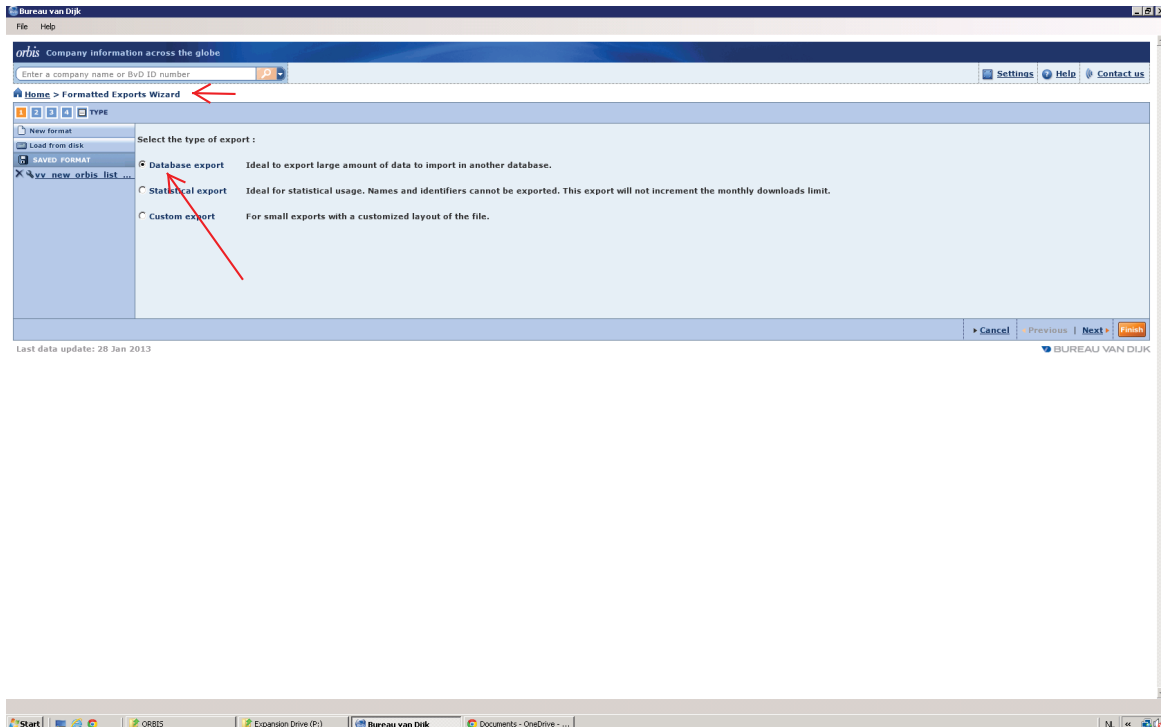 Bureau van Dijk
File Help
orbis Company information across the globe
Enter a company name or BvD ID number
Settings Help Contact us
Home > Formatted Exports Wizard
1 2 3 4 TYPE
New format
Load from disk
SAVED FORMAT
vv_new_orbis_list ...
Select the type of export :
Database export Ideal to export large amount of data to import in another database.
Statistical export Ideal for statistical usage. Names and identifiers cannot be exported. This export will not increment the monthly downloads limit.
Custom export For small exports with a customized layout of the file.
Cancel Previous | Next Finish
Last data update: 28 Jan 2013
BUREAU VAN DIJK
Start ORBIS Expansion Drive (P:) Bureau van Dijk Documents - OneDrive - ... NL «